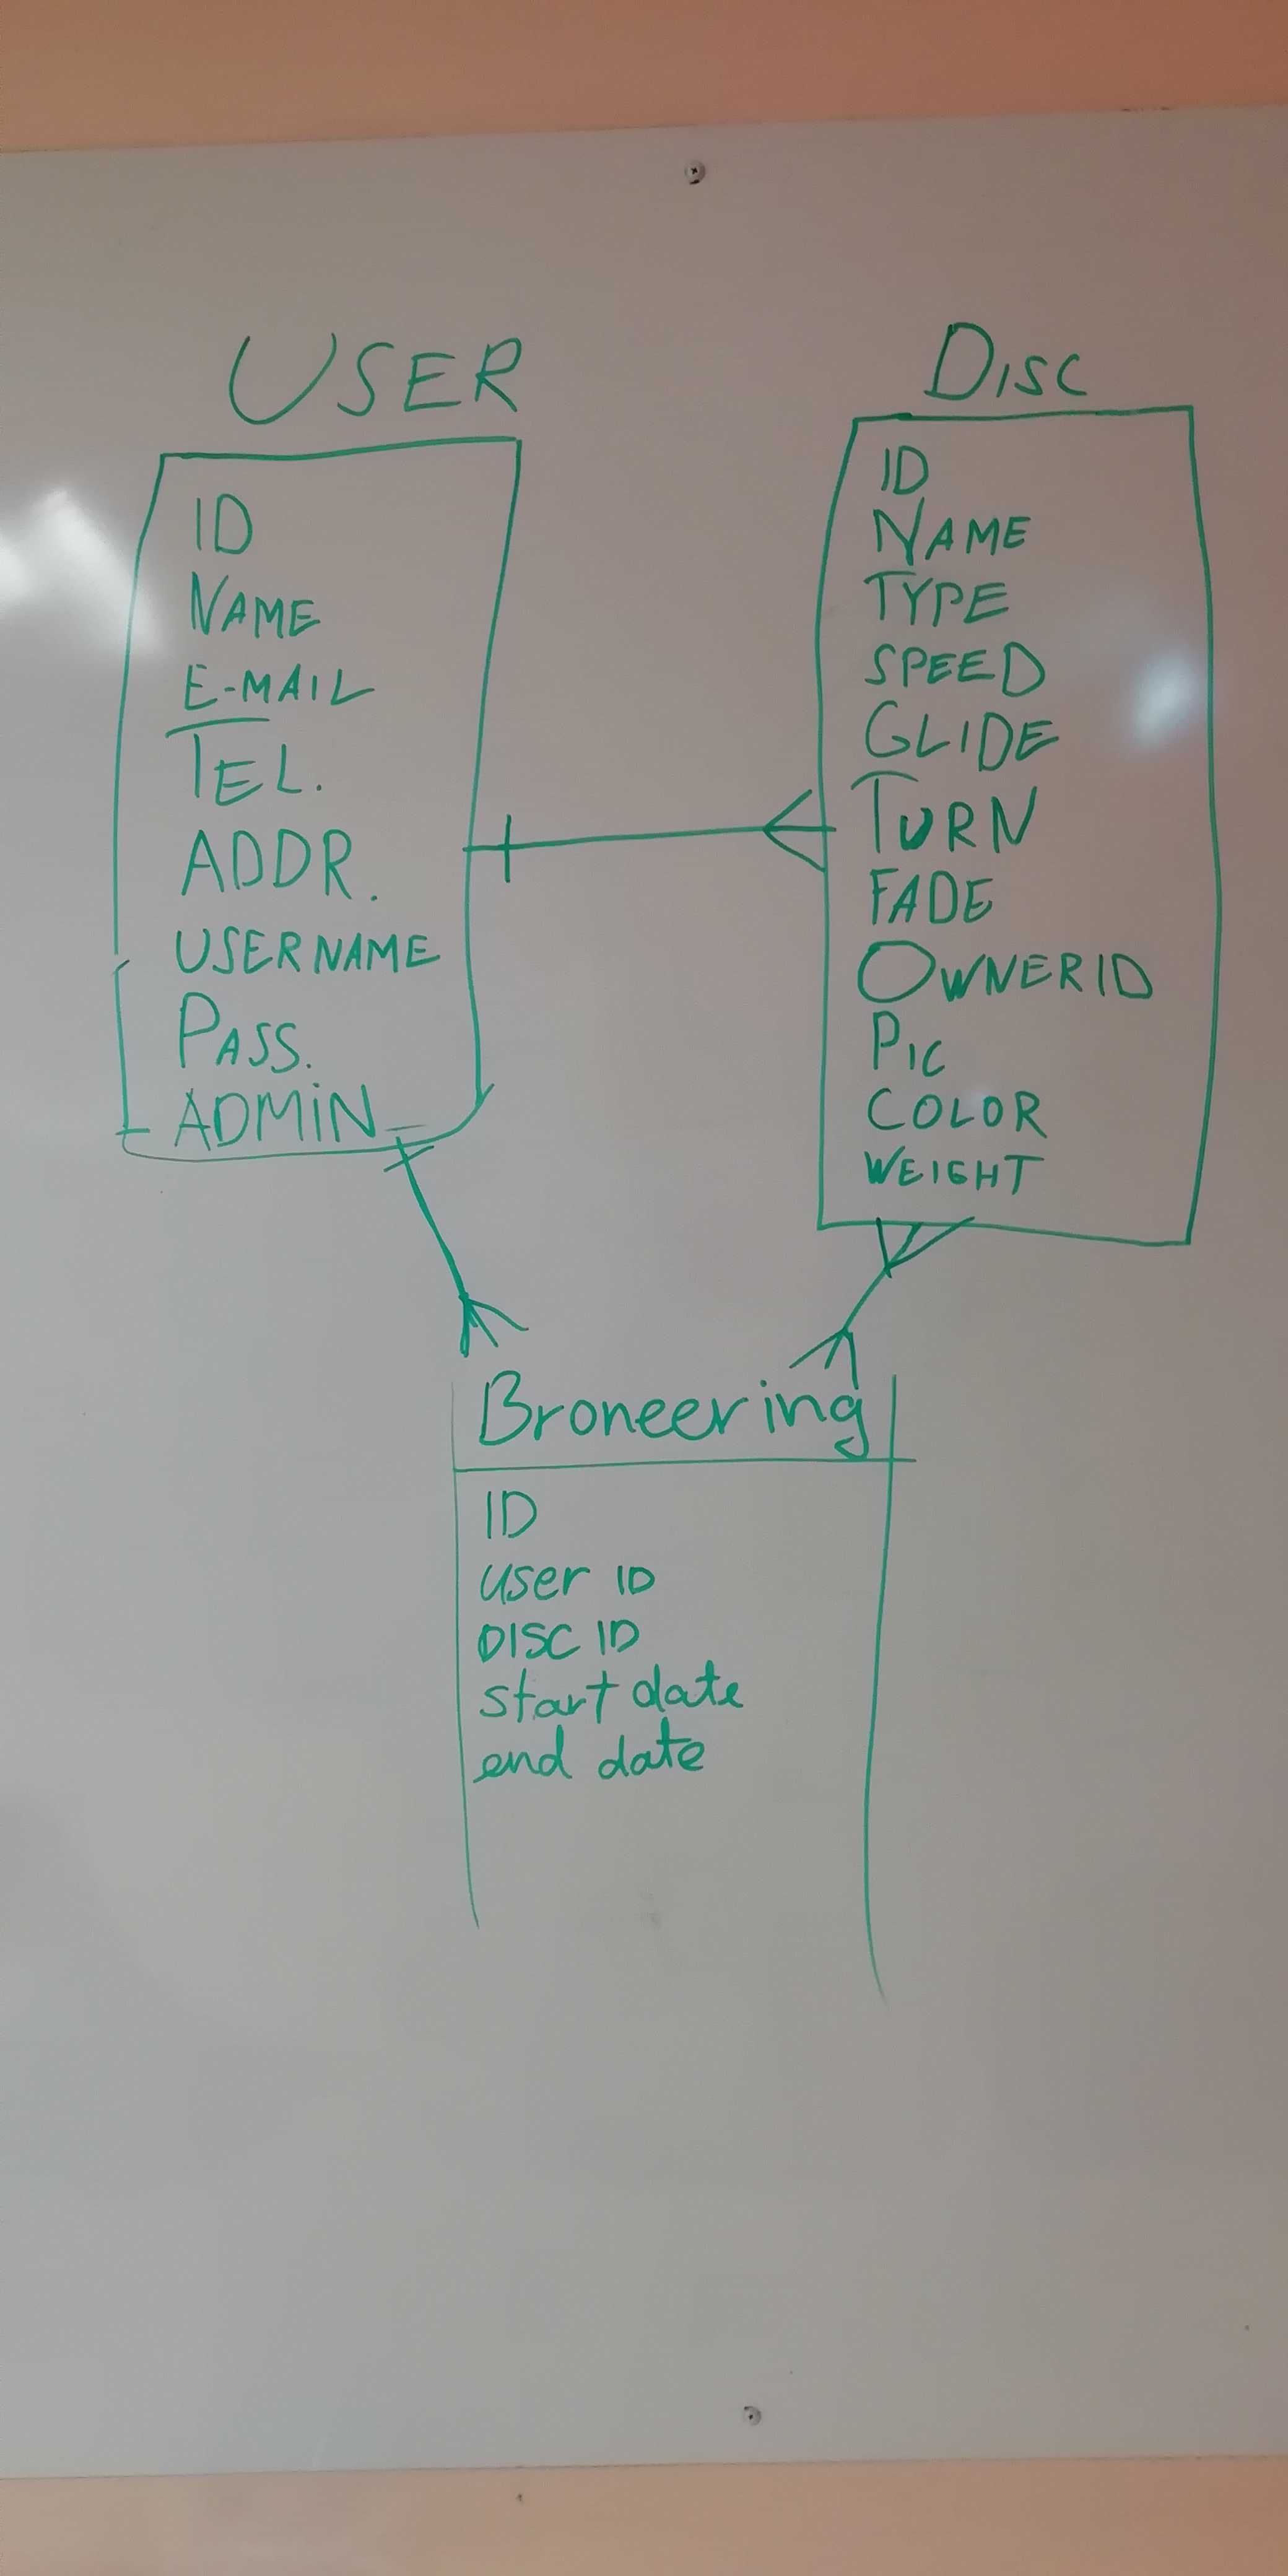 USER
ID
NAME
E-MAIL
TEL.
ADDR.
USERNAME
PASS.
ADMIN
DISC
ID
NAME
TYPE
SPEED
GLIDE
TURN
FADE
OWNERID
PIC
COLOR
WEIGHT
Broneering
ID
user ID
DISC ID
start date
end date